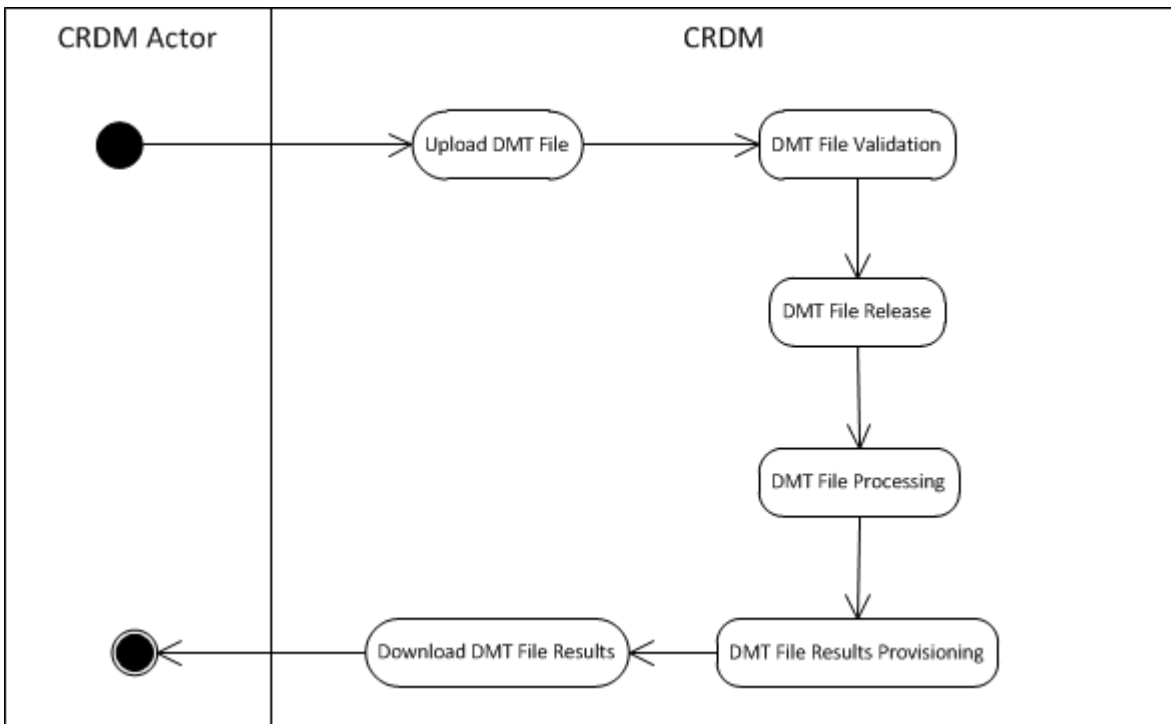 CRDM Actor
CRDM
Upload DMT File
DMT File Validation
DMT File Release
DMT File Processing
DMT File Results Provisioning
Download DMT File Results